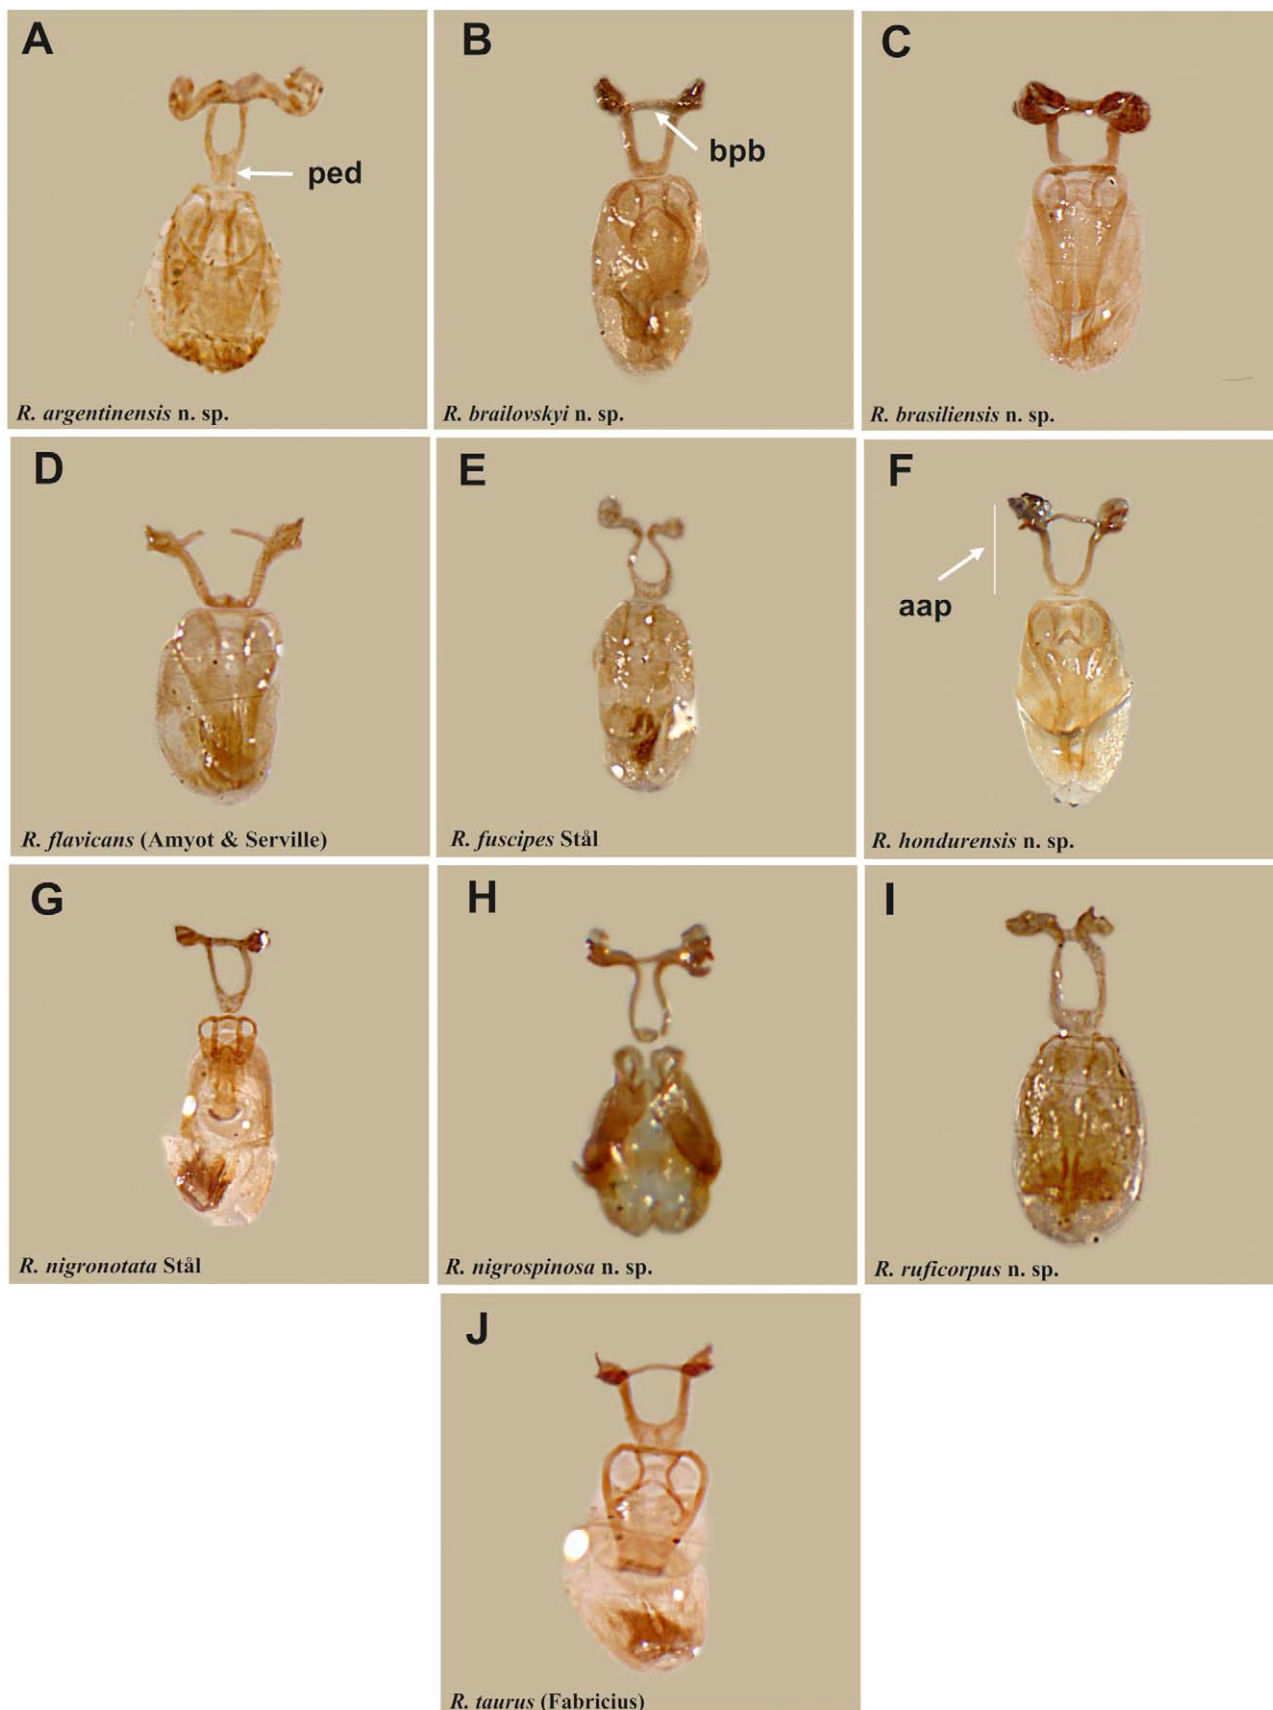 A
B
C
ped
bpb
R. argentinensis n. sp.
R. brailovskyi n. sp.
R. brasiliensis n. sp.
D
E
F
aap
R. flavicans (Amyot & Serville)
R. fuscipes Stål
R. hondurensis n. sp.
G
H
I
R. nigronotata Stål
R. nigrospinosa n. sp.
R. ruficorpus n. sp.
J
R. taurus (Fabricius)